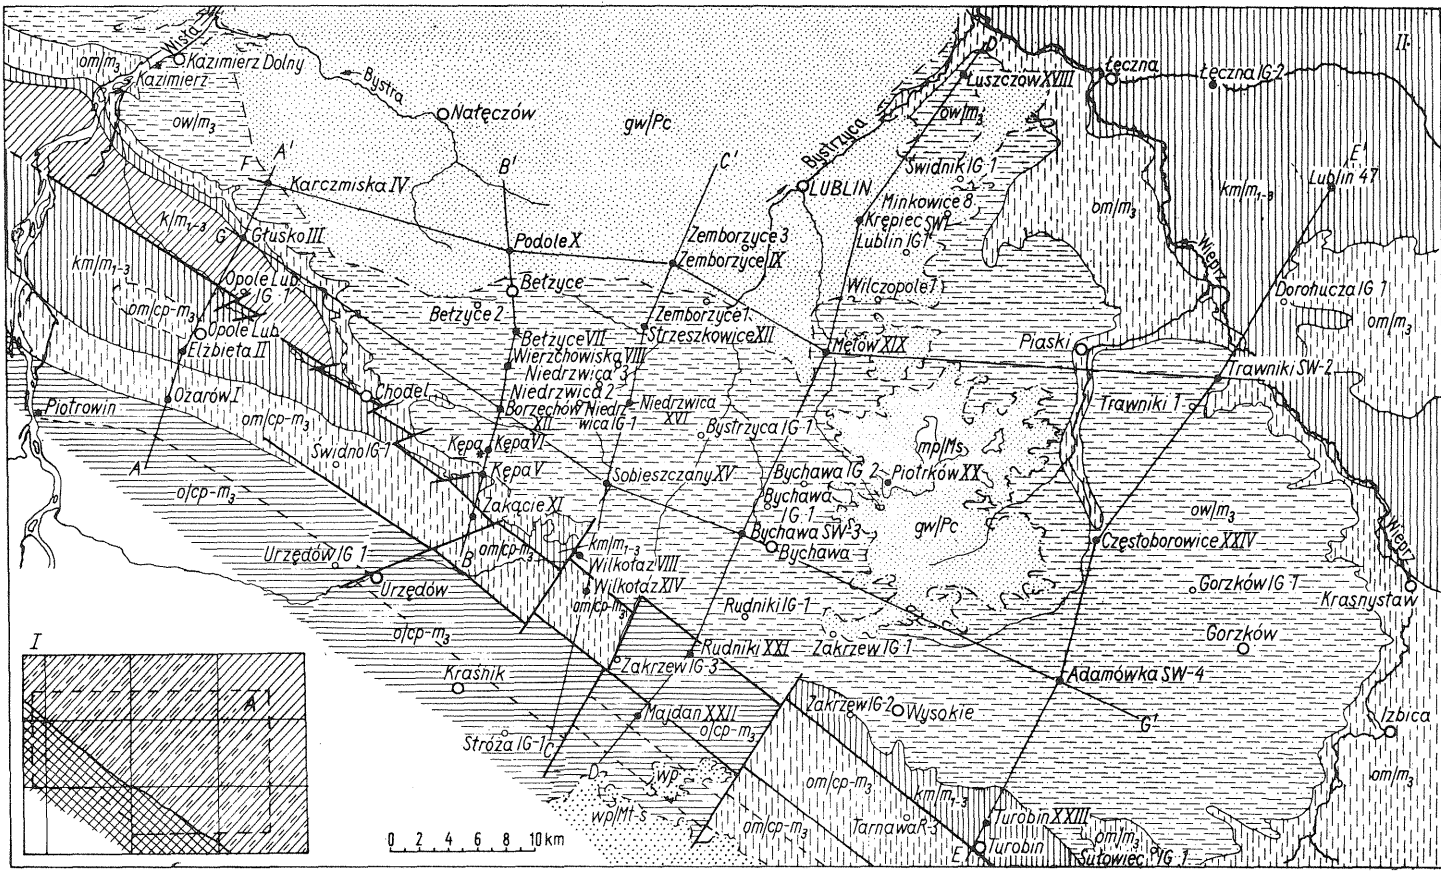 II
Wisła
om/m₃
Kazimierz Dolny
Kazimierz
Bystra
Nałęczów
ow/m₃
gw/Pc
Bystrzyca
D'
Łuszczów XVIII
ow/m₃
Łęczna
Łęczna IG-2
F
A'
Karczmiska IV
B'
C'
LUBLIN
Świdnik IG-1
Minkowice 8
Krępiec SW1
Lublin IG1
om/m₃
km/m₁₋₃
E'
Lublin 47
k/m₁₋₃
G
Głusko III
Podole X
Zemborzyce 3
Zemborzyce IX
Wieprz
km/m₁₋₃
Opole Lub.
IG-1
om/cp-m₃
Opole Lub.
Elżbieta II
Bełżyce
Bełżyce 2
Zemborzyce 1
Wilczopole 1
Dorohucza IG 1
om/m₃
Bełżyce VII
Strzeszkowice XII
Wierzchowiska VIII
Niedrzwica 3
Mętów XIX
Piaski
Trawniki SW-2
Piotrowin
Ożarów I
Chodel
Niedrzwica 2
Borzechów
XII
Niedrz
wica IG-1
Niedrzwica
XVI
Trawniki 1
om/cp-m₃
Świdno IG-1
Kępa
Kępa VI
Bystrzyca IG-1
mp/Ms
A
o/cp-m₃
Kępa V
Sobieszczany XV
Bychawa IG 2
Piotrków XX
Zakącie XI
Bychawa
IG-1
gw/Pc
ow/m₃
Bychawa SW-3
Bychawa
Częstoborowice XXIV
Wieprz
Urzędów IG 1
B
om/cp-m₃
km/m₁₋₃
Wilkołaz VIII
Urzędów
Wilkołaz XIV
om/cp-m₃
Gorzków IG-1
Krasnystaw
Rudniki IG-1
o/cp-m₃
Gorzków
I
Rudniki XXI
Zakrzew IG-1
Zakrzew IG-3
Kraśnik
Adamówka SW-4
A
Majdan XXII
o/cp-m₃
Zakrzew IG-2
Wysokie
G'
Izbica
Stróża IG-1
C
D
wp
om/cp-m₃
om/m₃
km/m₁₋₃
wp/Mt-s
om/cp-m₃
Tarnawa R-3
Turobin XXIII
om/m₃
0 2 4 6 8 10 km
E
Turobin
Sułowiec IG 1